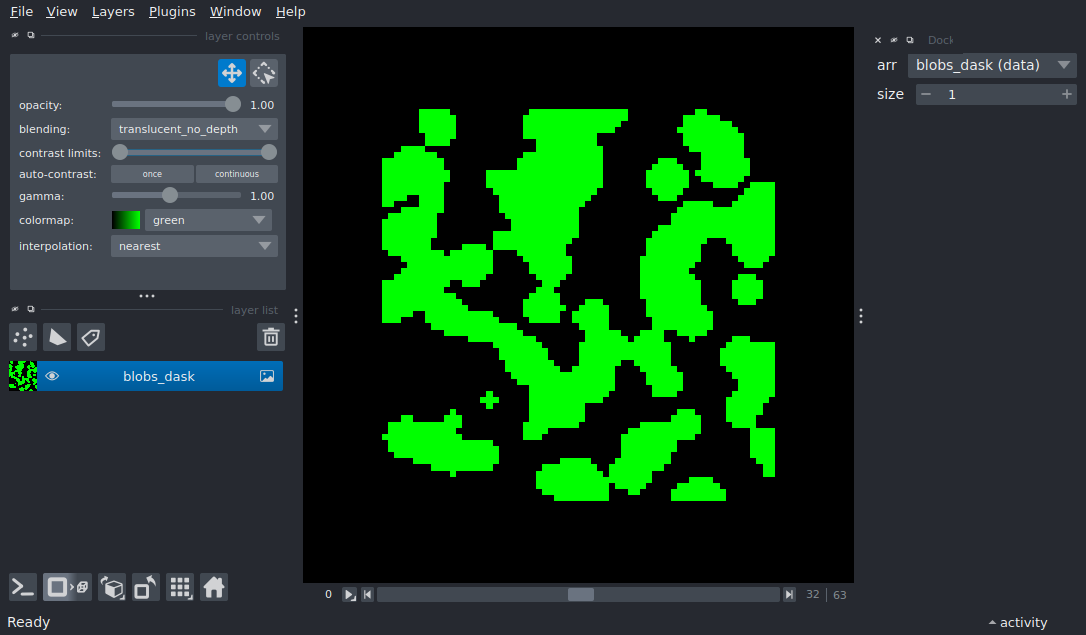 File View Layers Plugins Window Help
layer controls
opacity: 1.00
blending: translucent_no_depth
contrast limits:
auto-contrast: once continuous
gamma: 1.00
colormap: green
interpolation: nearest
layer list
blobs_dask
0 32 63
Ready
Dock
arr blobs_dask (data)
size 1
activity